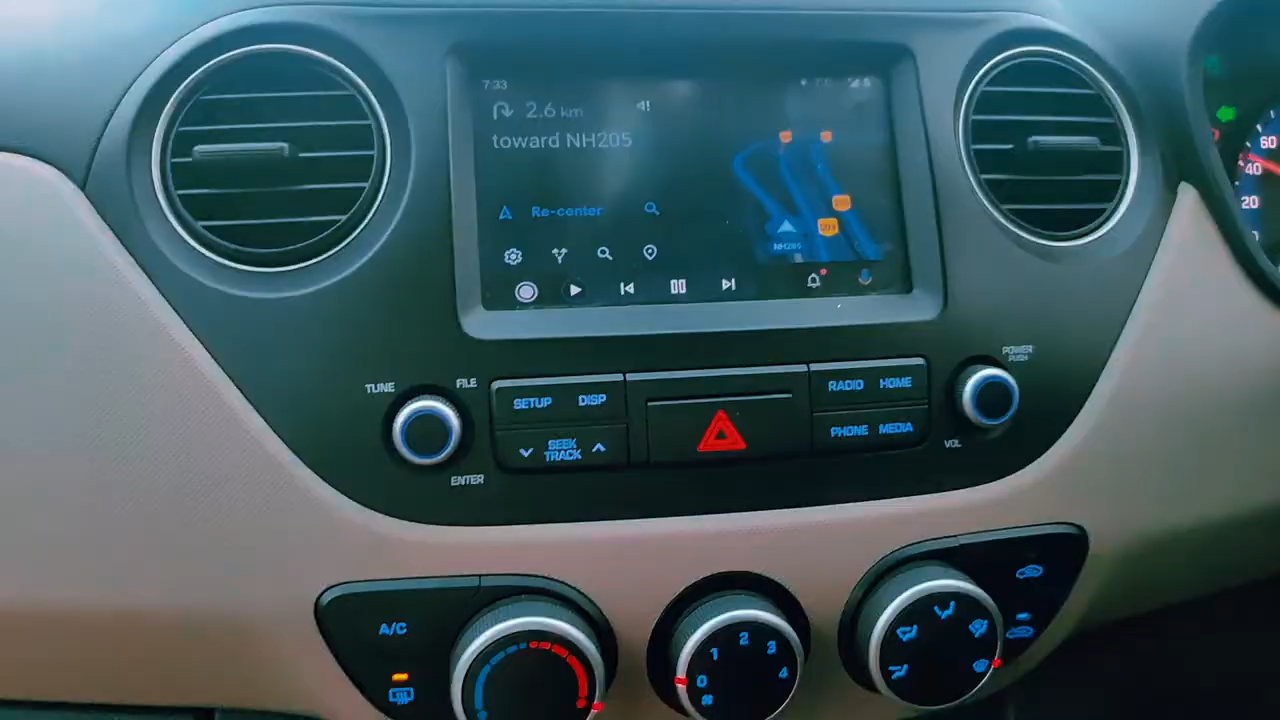 7:33
2.6 km
toward NH205
Re-center
NH205
TUNE
FILE
ENTER
SETUP
DISP
SEEK
TRACK
RADIO
HOME
PHONE
MEDIA
POWER
PUSH
VOL
60
40
20
A/C
0
1
2
3
4